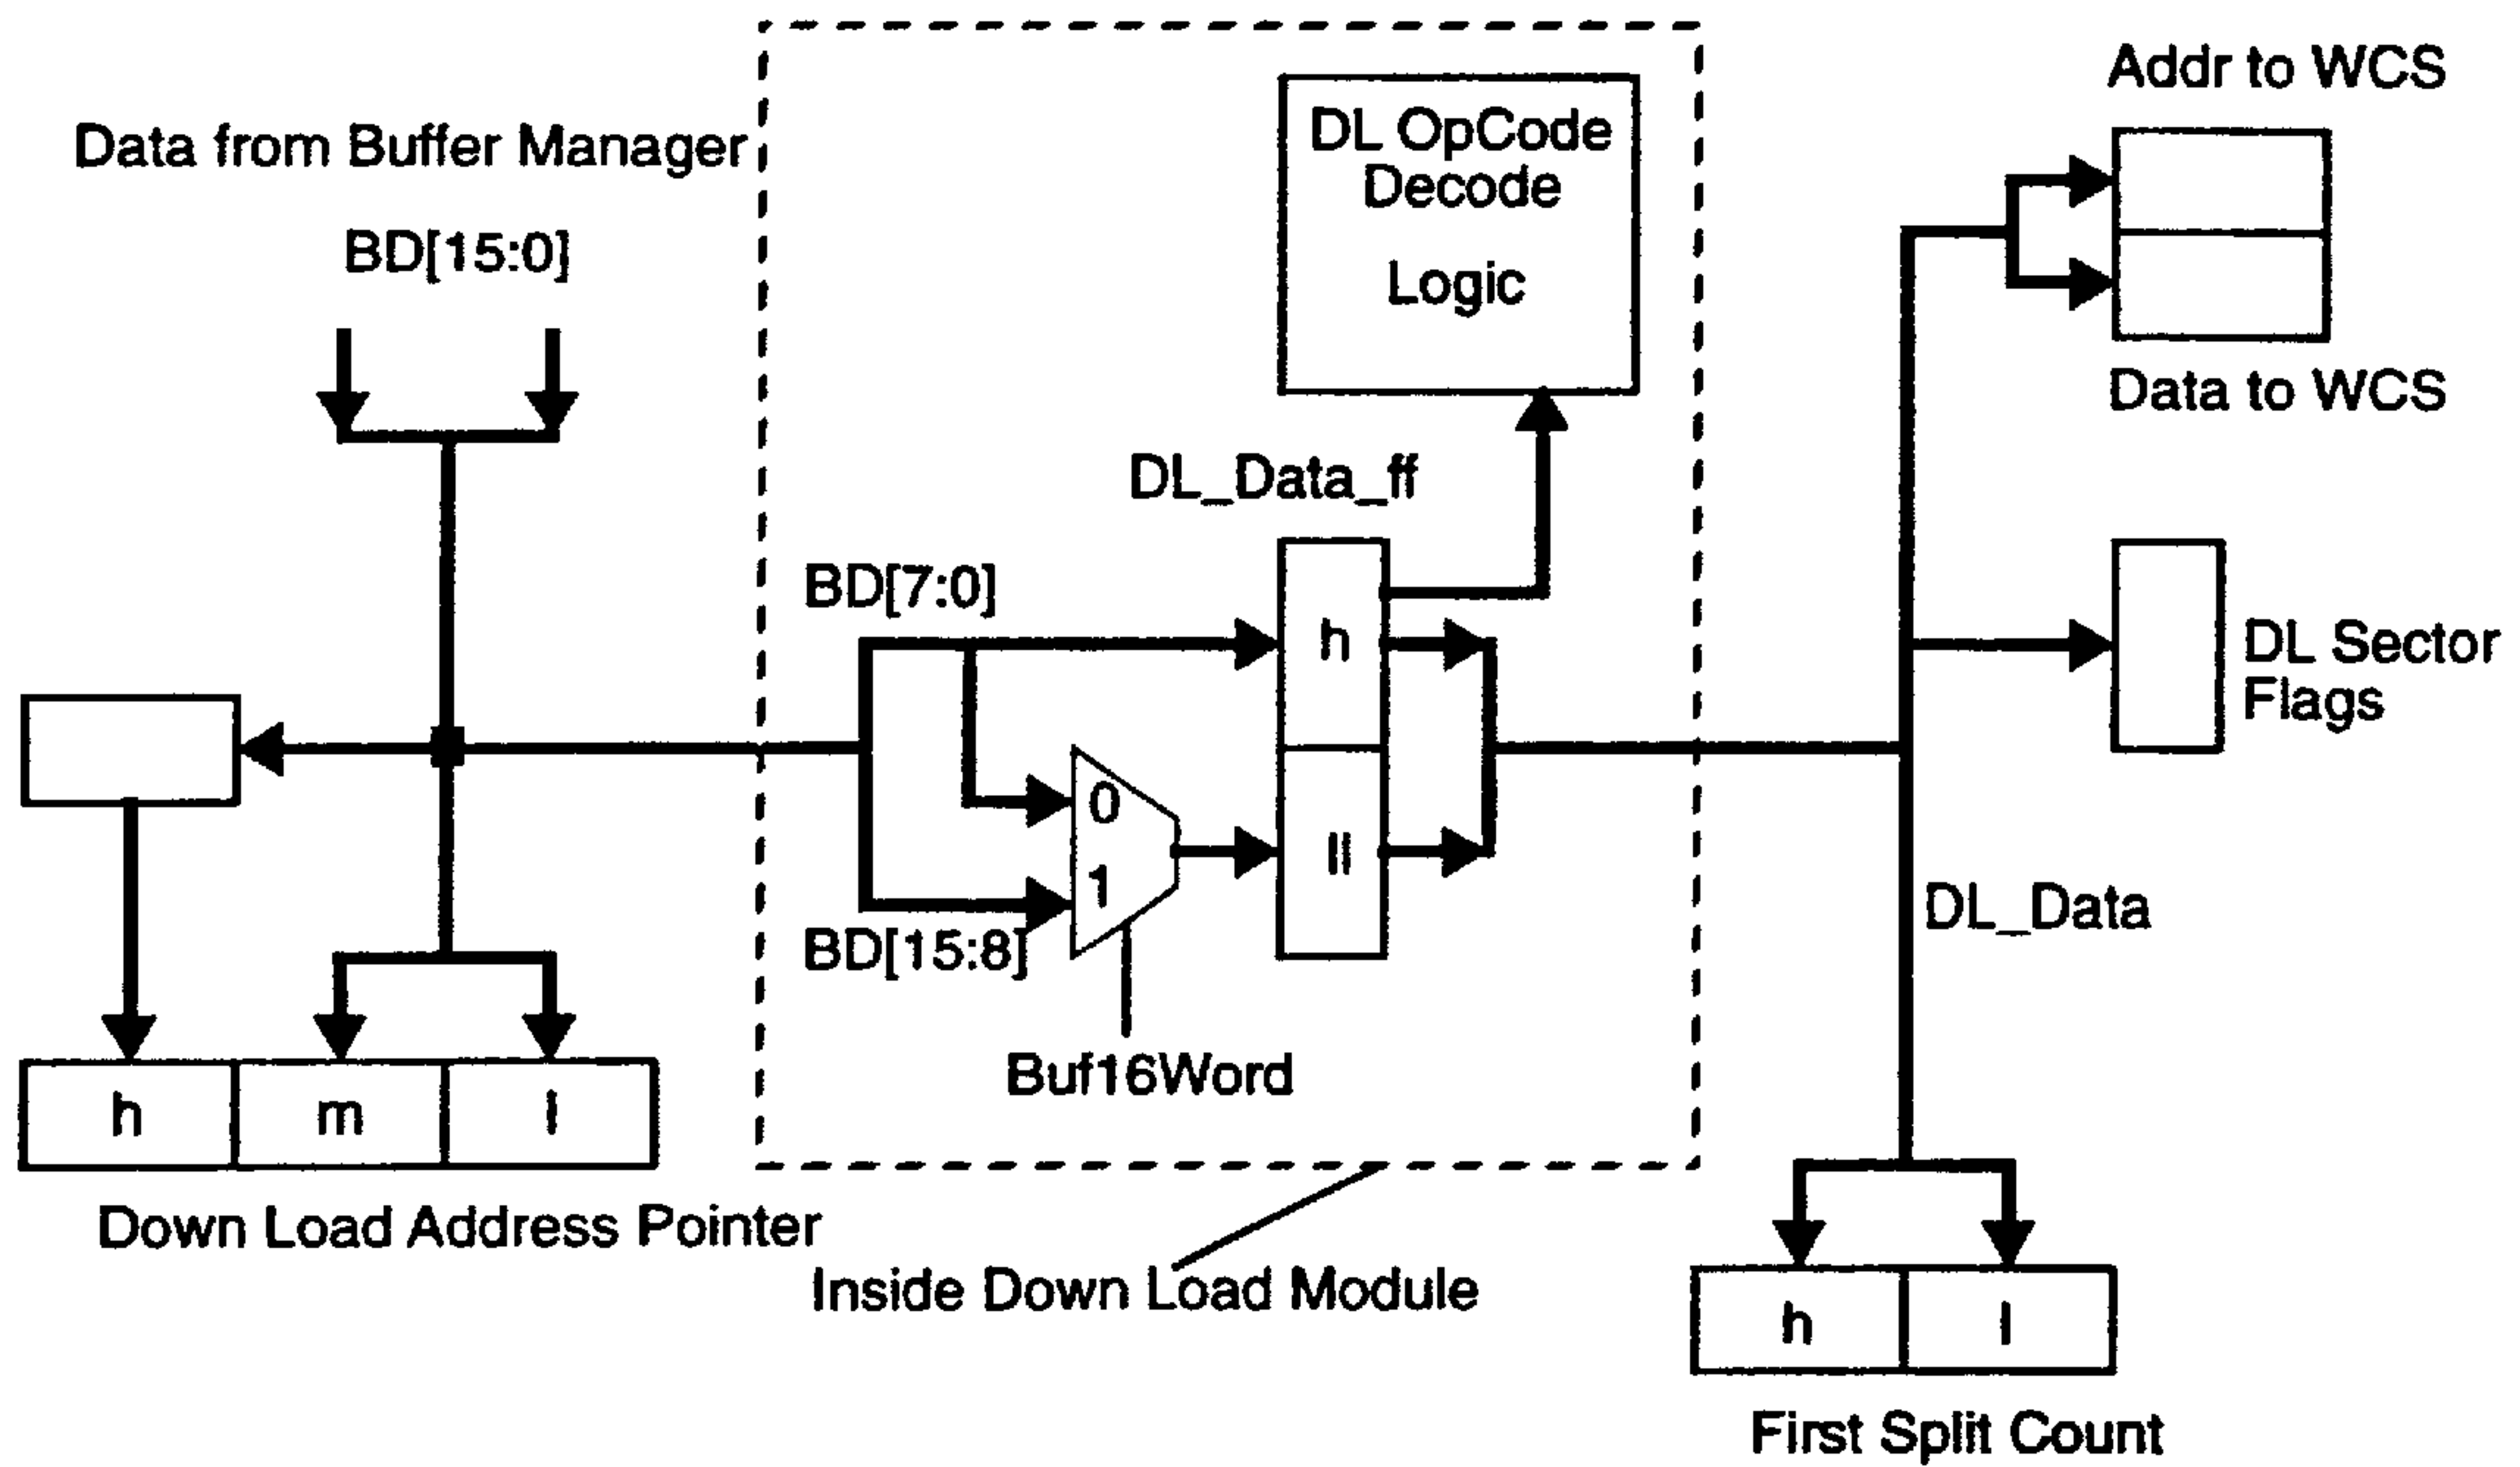 Data from Buffer Manager
BD[15:0]
DL OpCode
Decode
Logic
Addr to WCS
Data to WCS
DL_Data_ff
BD[7:0]
h
ll
0
1
BD[15:8]
Buf16Word
DL Sector
Flags
DL_Data
h
m
l
Down Load Address Pointer
Inside Down Load Module
h
l
First Split Count